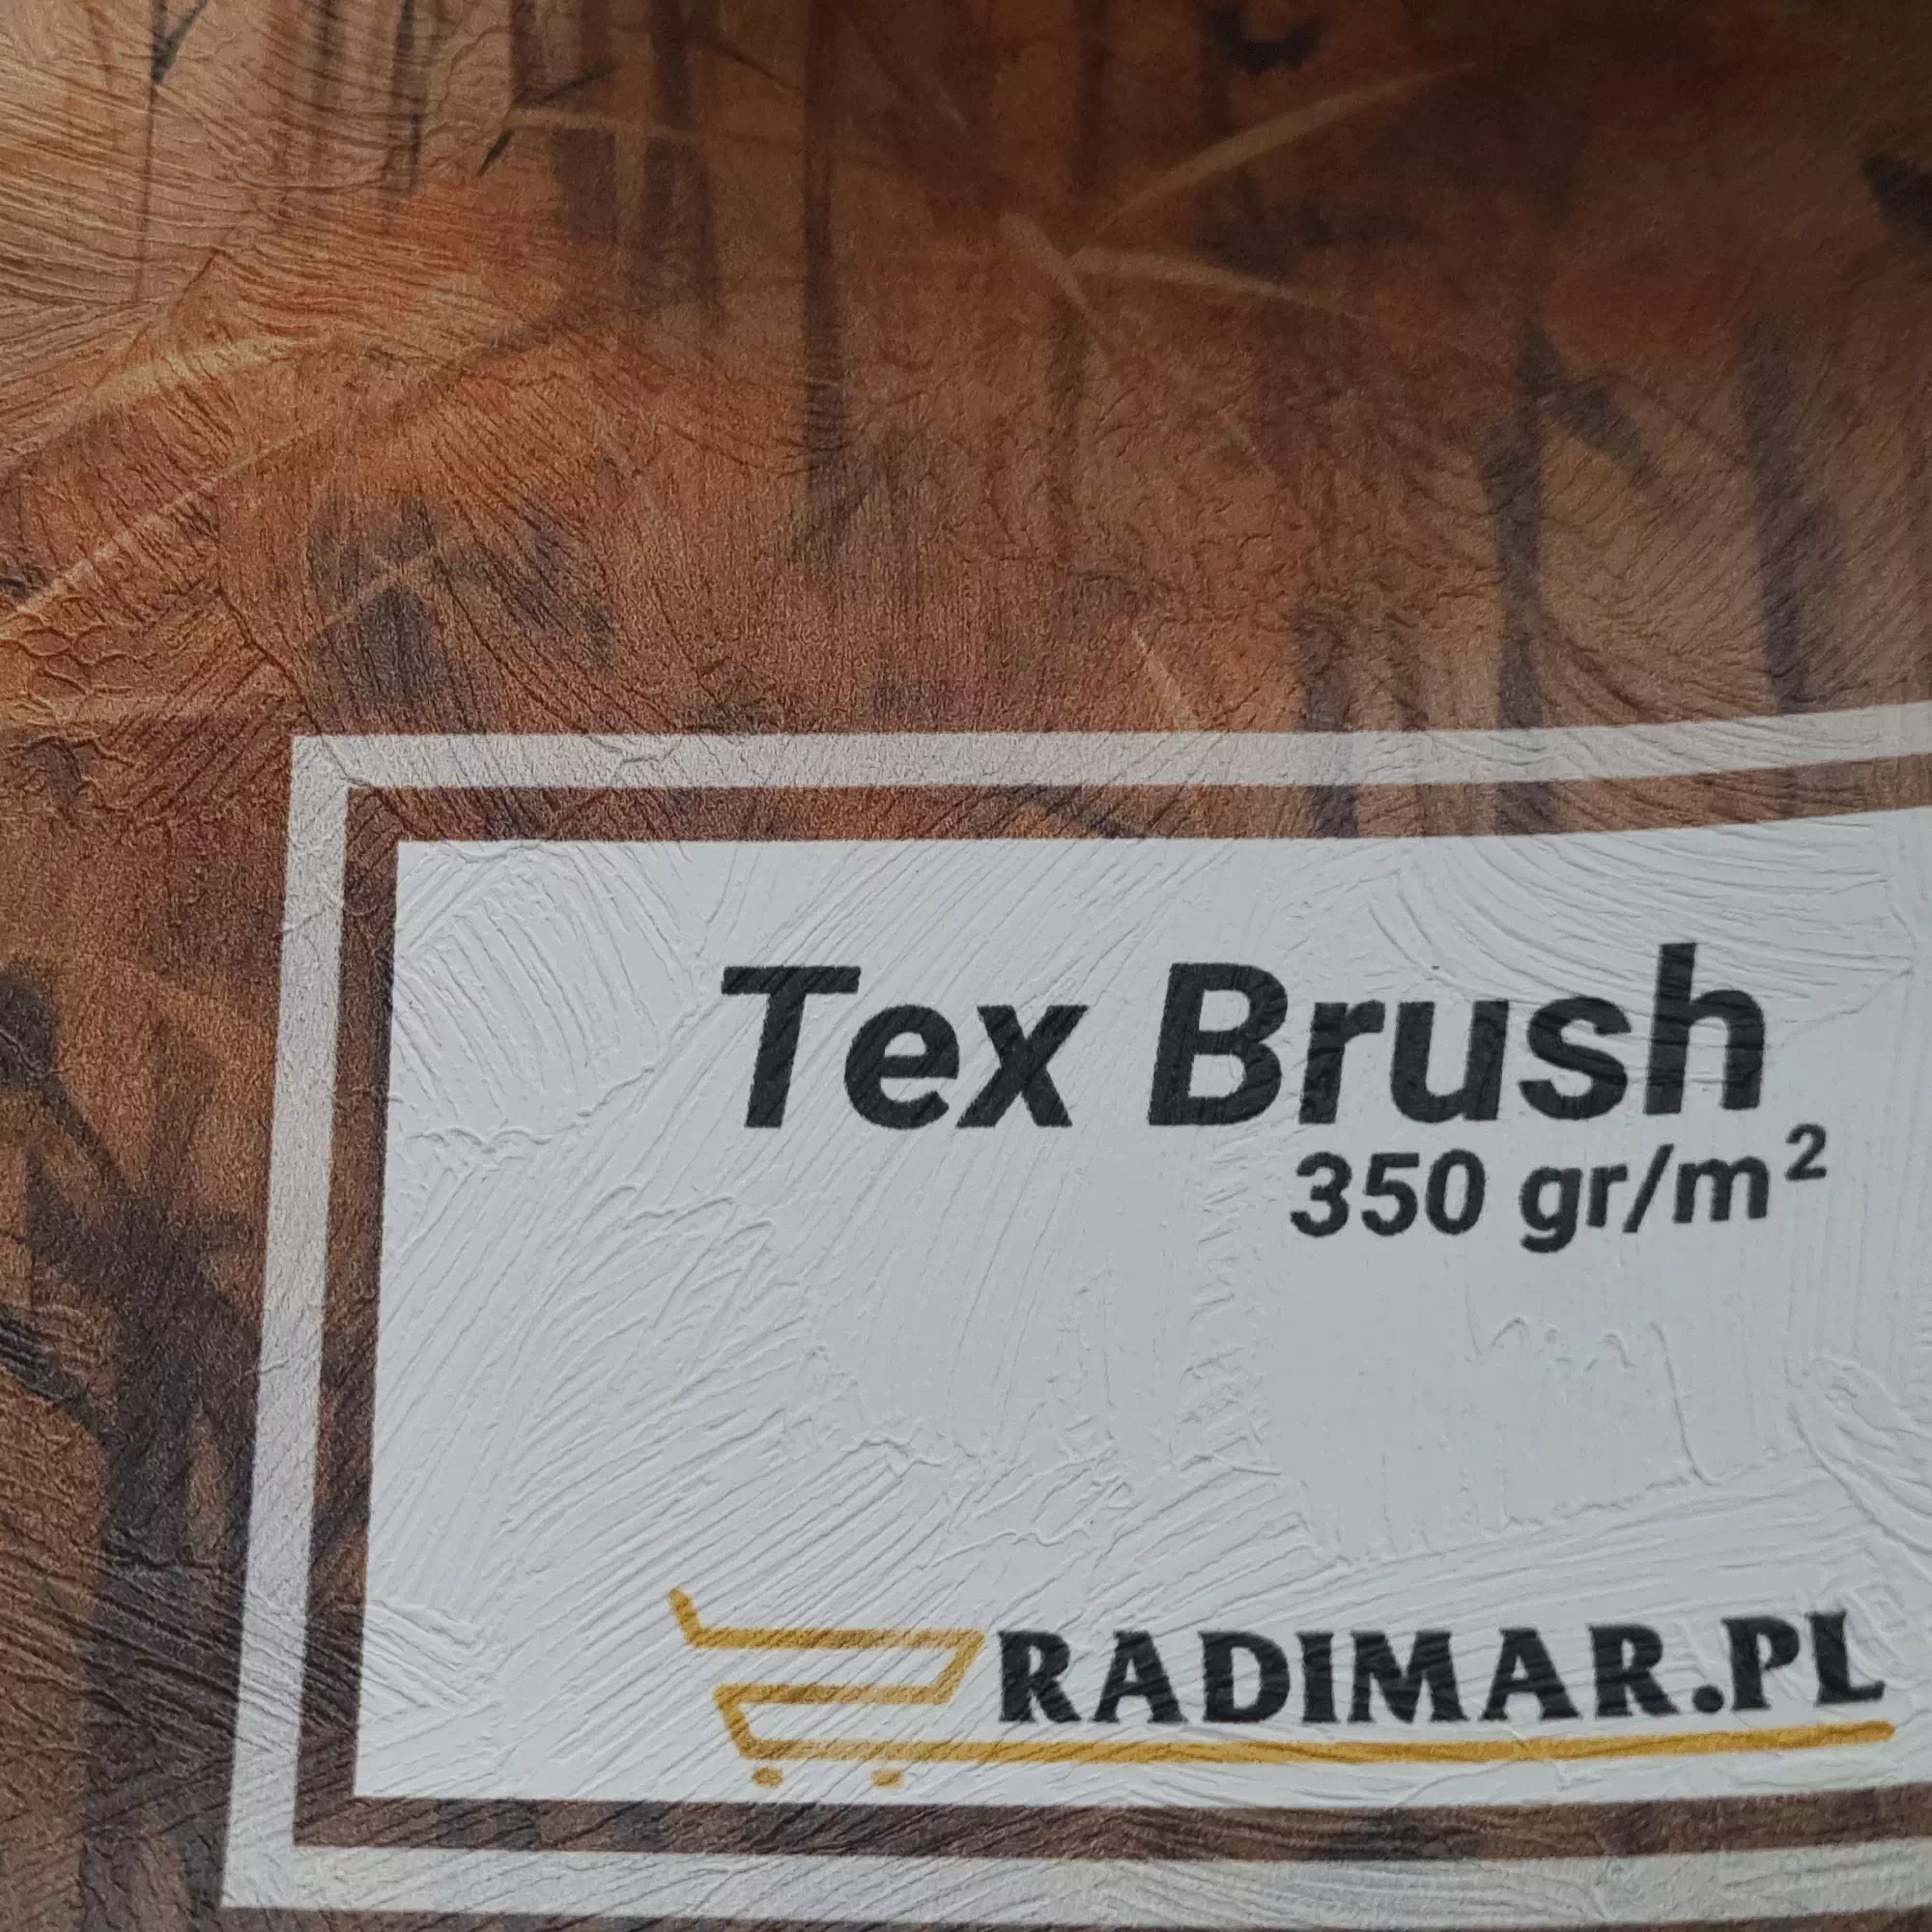 Tex Brush
350 gr/m²
RADIMAR.PL